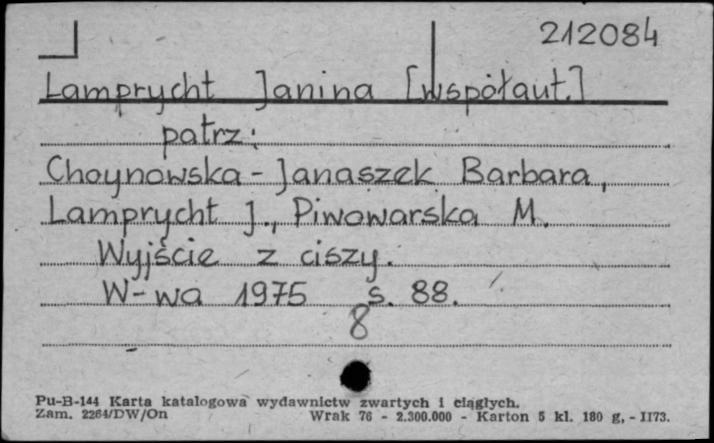 212084
Lamprycht Janina [współaut.]
patrz:
Choynowska-Janaszek Barbara,
Lamprycht J., Piwowarska M.
Wyjście z ciszy.
W-wa 1975 s. 88.
8
Pu-B-144 Karta katalogowa wydawnictw zwartych i ciągłych.
Zam. 2264/DW/On Wrak 76 - 2.300.000 - Karton 5 kl. 180 g, - II73.